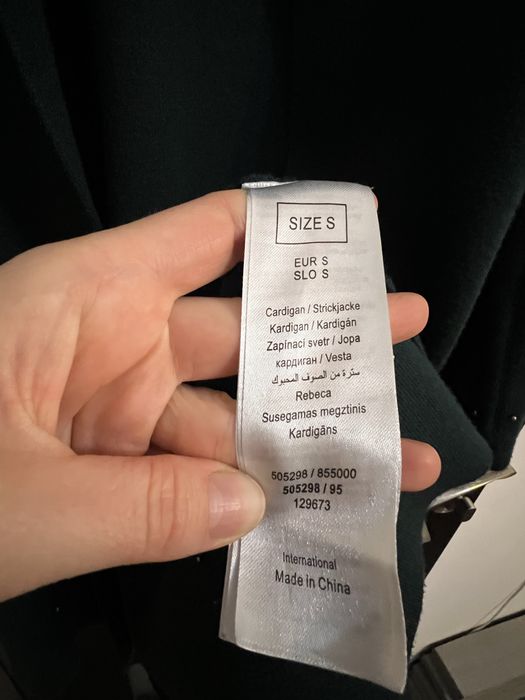 SIZE S
EUR S
SLO S
Cardigan / Strickjacke
Kardigan / Kardigán
Zapínací svetr / Jopa
кардиган / Vesta
سترة من الصوف المحبوك
Rebeca
Susegamas megztinis
Kardigāns
505298 / 855000
505298 / 95
129673
International
Made in China